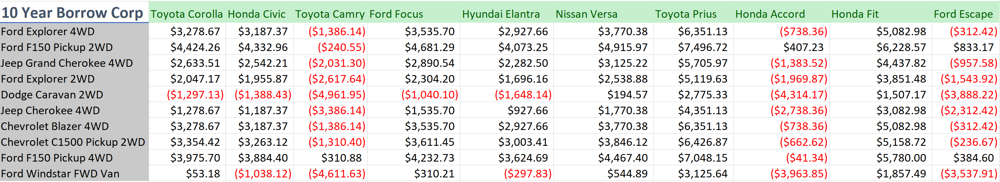 10 Year Borrow Corp Toyota Corolla Honda Civic Toyota Camry Ford Focus Hyundai Elantra Nissan Versa Toyota Prius Honda Accord Honda Fit Ford Escape
Ford Explorer 4WD $3,278.67 $3,187.37 ($1,386.14) $3,535.70 $2,927.66 $3,770.38 $6,351.13 ($738.36) $5,082.98 ($312.42)
Ford F150 Pickup 2WD $4,424.26 $4,332.96 ($240.55) $4,681.29 $4,073.25 $4,915.97 $7,496.72 $407.23 $6,228.57 $833.17
Jeep Grand Cherokee 4WD $2,633.51 $2,542.21 ($2,031.30) $2,890.54 $2,282.50 $3,125.22 $5,705.97 ($1,383.52) $4,437.82 ($957.58)
Ford Explorer 2WD $2,047.17 $1,955.87 ($2,617.64) $2,304.20 $1,696.16 $2,538.88 $5,119.63 ($1,969.87) $3,851.48 ($1,543.92)
Dodge Caravan 2WD ($1,297.13) ($1,388.43) ($4,961.95) ($1,040.10) ($1,648.14) $194.57 $2,775.33 ($4,314.17) $1,507.17 ($3,888.22)
Jeep Cherokee 4WD $1,278.67 $1,187.37 ($3,386.14) $1,535.70 $927.66 $1,770.38 $4,351.13 ($2,738.36) $3,082.98 ($2,312.42)
Chevrolet Blazer 4WD $3,278.67 $3,187.37 ($1,386.14) $3,535.70 $2,927.66 $3,770.38 $6,351.13 ($738.36) $5,082.98 ($312.42)
Chevrolet C1500 Pickup 2WD $3,354.42 $3,263.12 ($1,310.40) $3,611.45 $3,003.41 $3,846.12 $6,426.87 ($662.62) $5,158.72 ($236.67)
Ford F150 Pickup 4WD $3,975.70 $3,884.40 $310.88 $4,232.73 $3,624.69 $4,467.40 $7,048.15 ($41.34) $5,780.00 $384.60
Ford Windstar FWD Van $53.18 ($1,038.12) ($4,611.63) $310.21 ($297.83) $544.89 $3,125.64 ($3,963.85) $1,857.49 ($3,537.91)